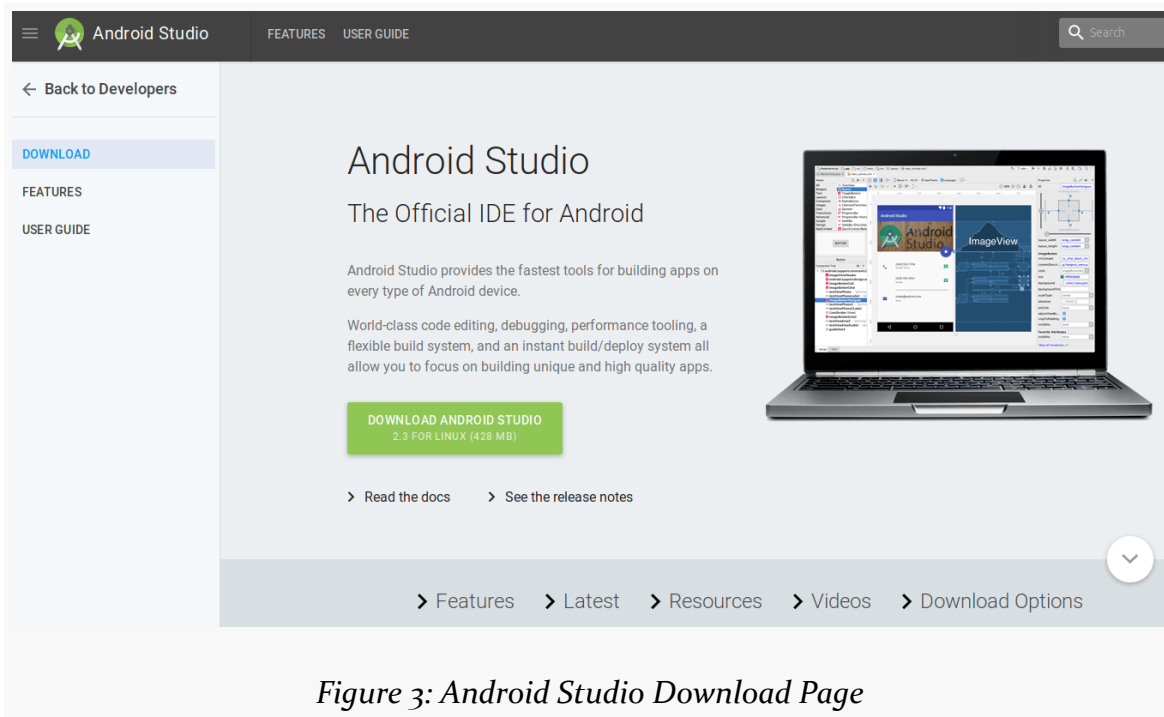 Android Studio
FEATURES USER GUIDE
Search
Back to Developers
DOWNLOAD
FEATURES
USER GUIDE
Android Studio
The Official IDE for Android
Android Studio provides the fastest tools for building apps on
every type of Android device.
World-class code editing, debugging, performance tooling, a
flexible build system, and an instant build/deploy system all
allow you to focus on building unique and high quality apps.
DOWNLOAD ANDROID STUDIO
2.3 FOR LINUX (428 MB)
Read the docs See the release notes
Android Studio
Android
Studio
ImageView
BUTTON
Features Latest Resources Videos Download Options
Figure 3: Android Studio Download Page